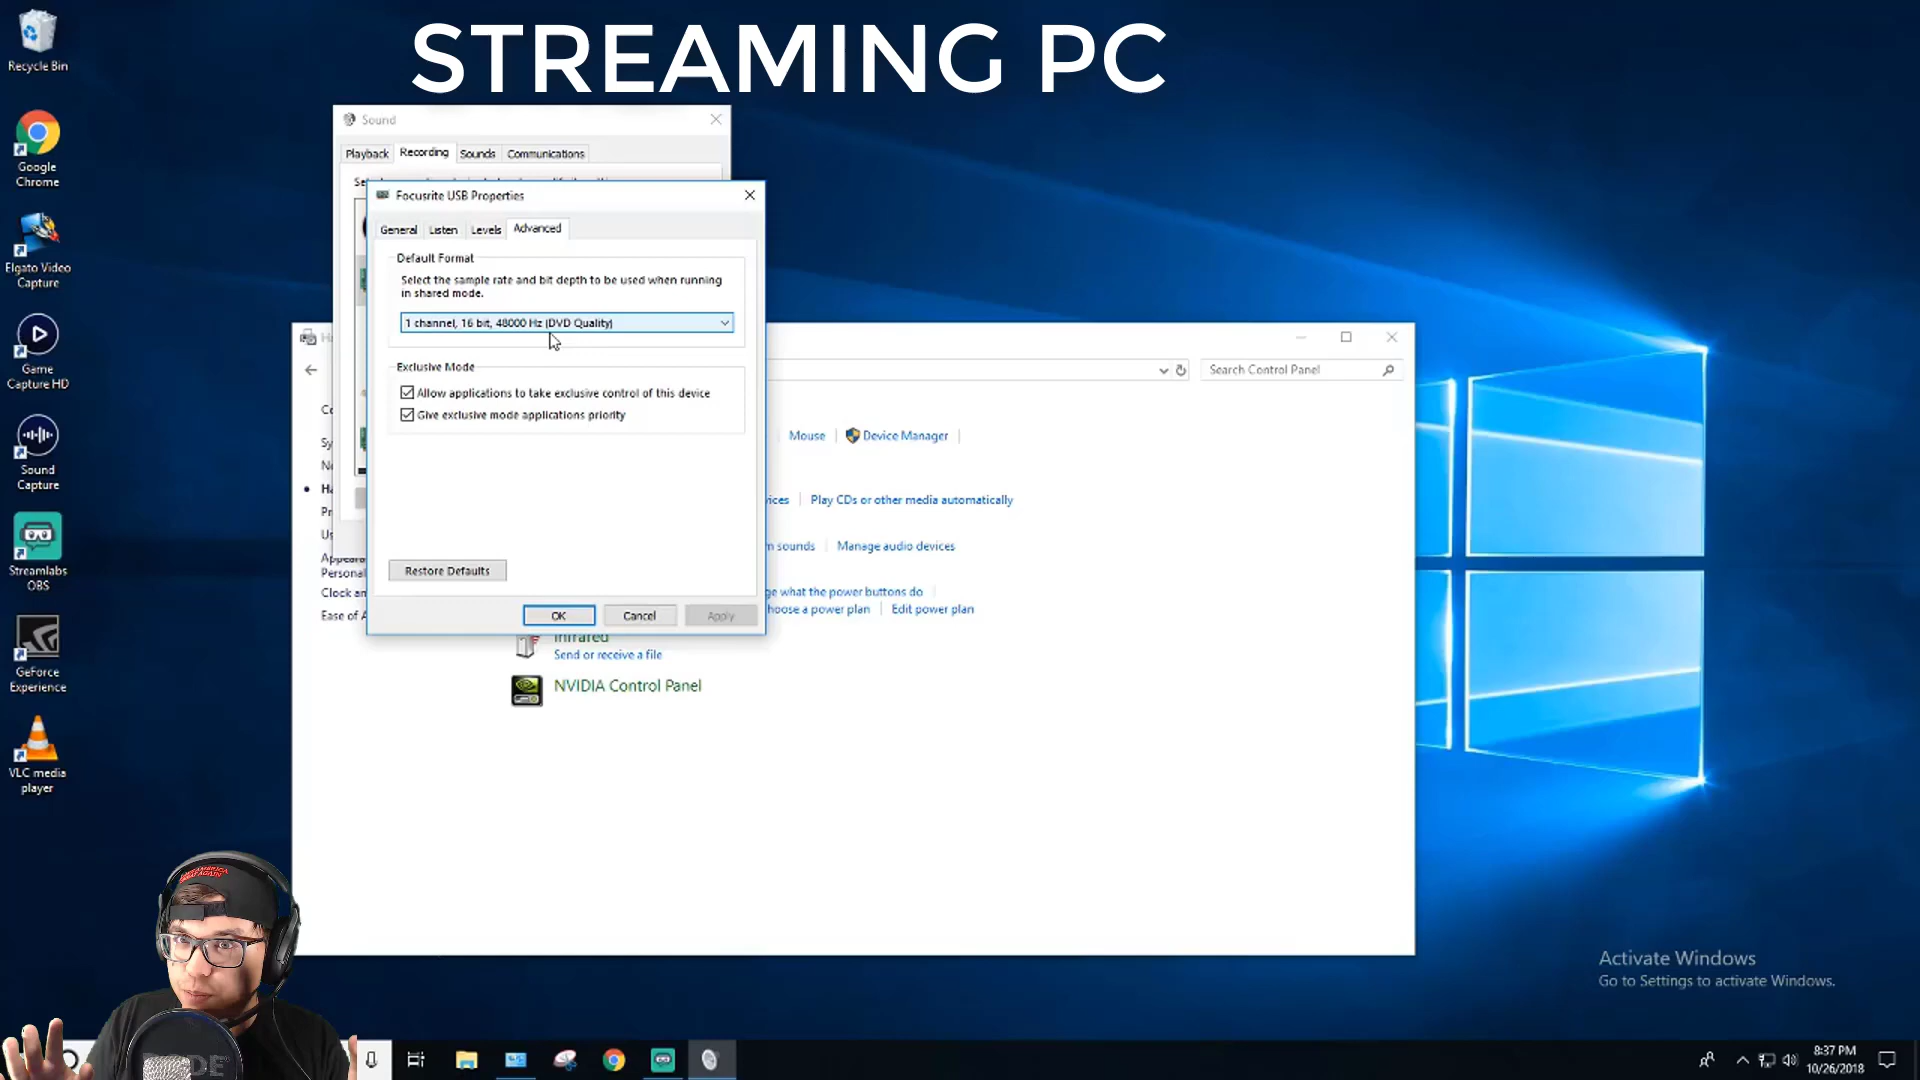 STREAMING PC
Recycle Bin
Google
Chrome
Elgato Video
Capture
Game
Capture HD
Sound
Capture
Streamlabs
OBS
GeForce
Experience
VLC media
player
Sound
Playback
Recording
Sounds
Communications
Focusrite USB Properties
General
Listen
Levels
Advanced
Default Format
Select the sample rate and bit depth to be used when running
in shared mode.
1 channel, 16 bit, 48000 Hz (DVD Quality)
Exclusive Mode
Allow applications to take exclusive control of this device
Give exclusive mode applications priority
Restore Defaults
OK
Cancel
Apply
Search Control Panel
Mouse
Device Manager
Play CDs or other media automatically
sounds
Manage audio devices
what the power buttons do
power plan
Edit power plan
Clock
Ease of
Infrared
Send or receive a file
NVIDIA Control Panel
Activate Windows
Go to Settings to activate Windows.
8:37 PM
10/26/2018